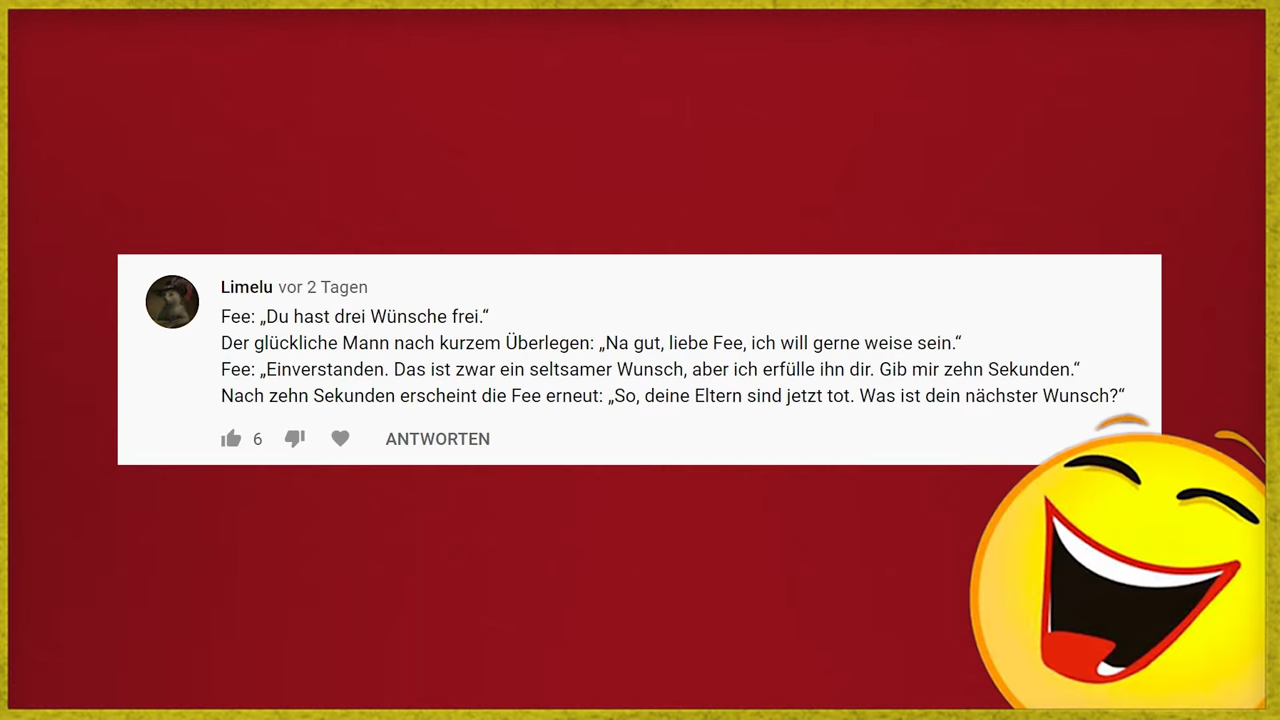 Limelu vor 2 Tagen
Fee: „Du hast drei Wünsche frei.“
Der glückliche Mann nach kurzem Überlegen: „Na gut, liebe Fee, ich will gerne weise sein.“
Fee: „Einverstanden. Das ist zwar ein seltsamer Wunsch, aber ich erfülle ihn dir. Gib mir zehn Sekunden.“
Nach zehn Sekunden erscheint die Fee erneut: „So, deine Eltern sind jetzt tot. Was ist dein nächster Wunsch?“
6 ANTWORTEN